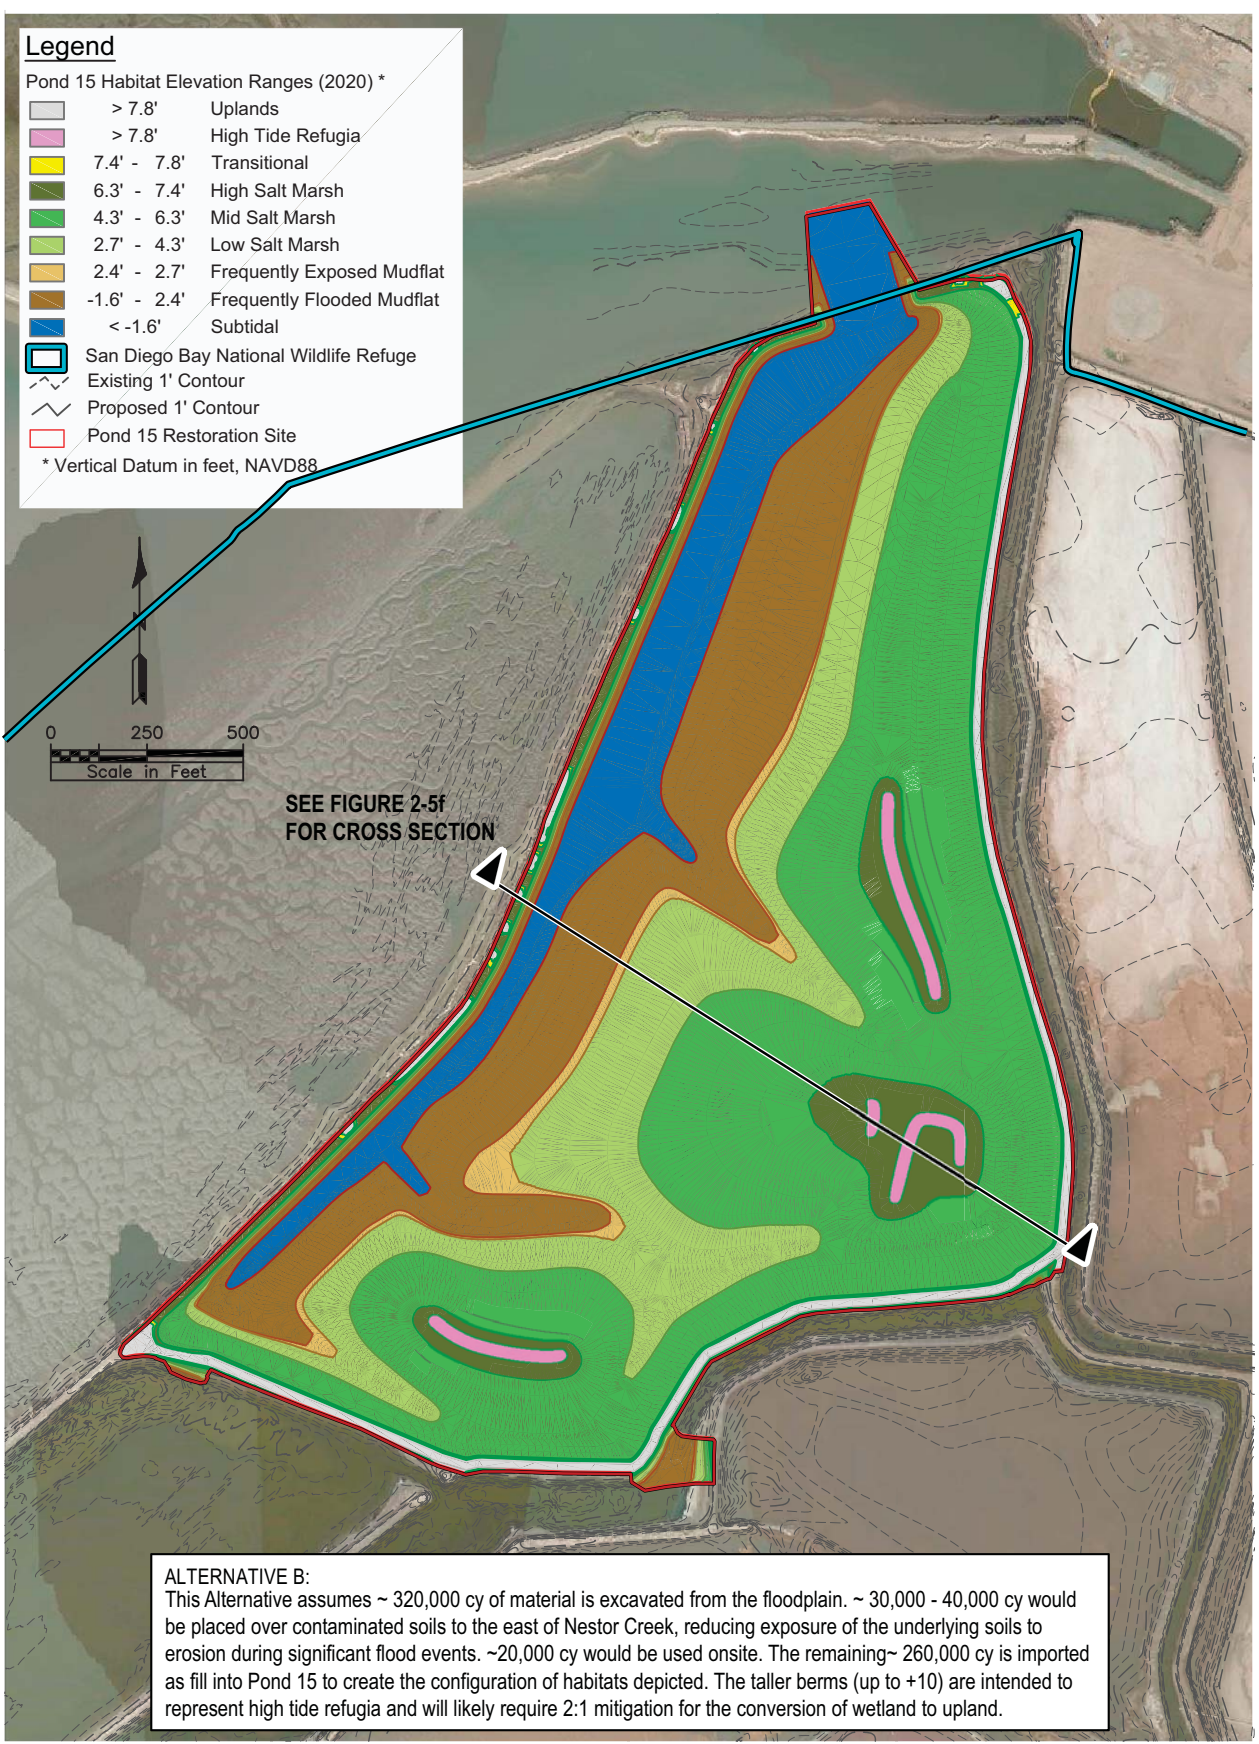 Legend
Pond 15 Habitat Elevation Ranges (2020) *
> 7.8' Uplands
> 7.8' High Tide Refugia
7.4' - 7.8' Transitional
6.3' - 7.4' High Salt Marsh
4.3' - 6.3' Mid Salt Marsh
2.7' - 4.3' Low Salt Marsh
2.4' - 2.7' Frequently Exposed Mudflat
-1.6' - 2.4' Frequently Flooded Mudflat
< -1.6' Subtidal
San Diego Bay National Wildlife Refuge
Existing 1' Contour
Proposed 1' Contour
Pond 15 Restoration Site
* Vertical Datum in feet, NAVD88
0 250 500
Scale in Feet
SEE FIGURE 2-5f
FOR CROSS SECTION
ALTERNATIVE B:
This Alternative assumes ~ 320,000 cy of material is excavated from the floodplain. ~ 30,000 - 40,000 cy would
be placed over contaminated soils to the east of Nestor Creek, reducing exposure of the underlying soils to
erosion during significant flood events. ~20,000 cy would be used onsite. The remaining~ 260,000 cy is imported
as fill into Pond 15 to create the configuration of habitats depicted. The taller berms (up to +10) are intended to
represent high tide refugia and will likely require 2:1 mitigation for the conversion of wetland to upland.